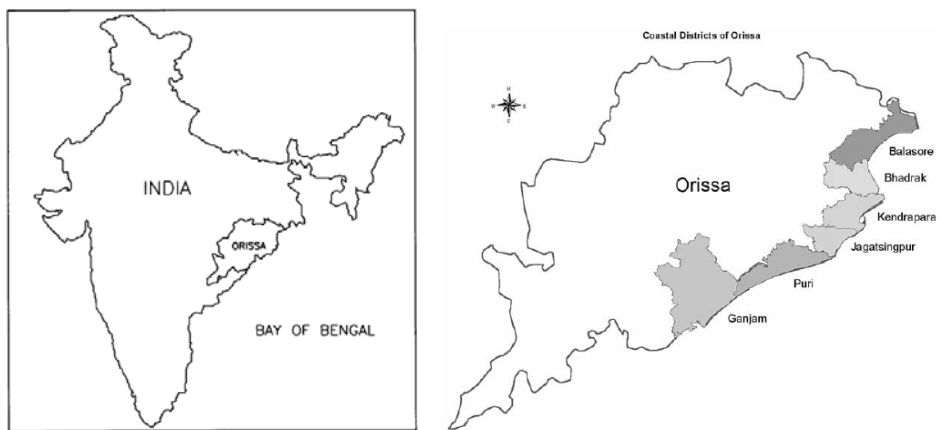 INDIA
ORISSA
BAY OF BENGAL
Coastal Districts of Orissa
N
Orissa
Balasore
Bhadrak
Kendrapara
Jagatsingpur
Puri
Ganjam